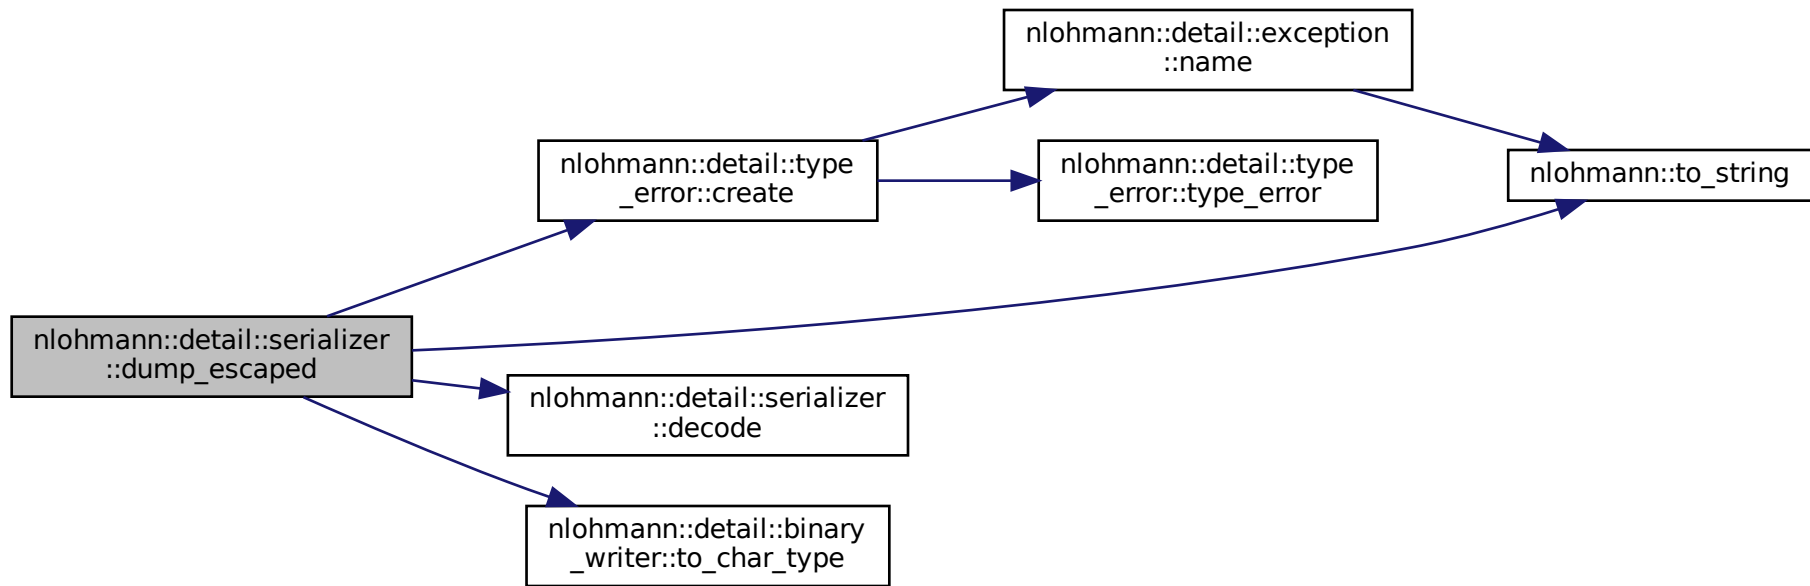 nlohmann::detail::exception
::name
nlohmann::detail::type
_error::create
nlohmann::detail::type
_error::type_error
nlohmann::to_string
nlohmann::detail::serializer
::dump_escaped
nlohmann::detail::serializer
::decode
nlohmann::detail::binary
_writer::to_char_type